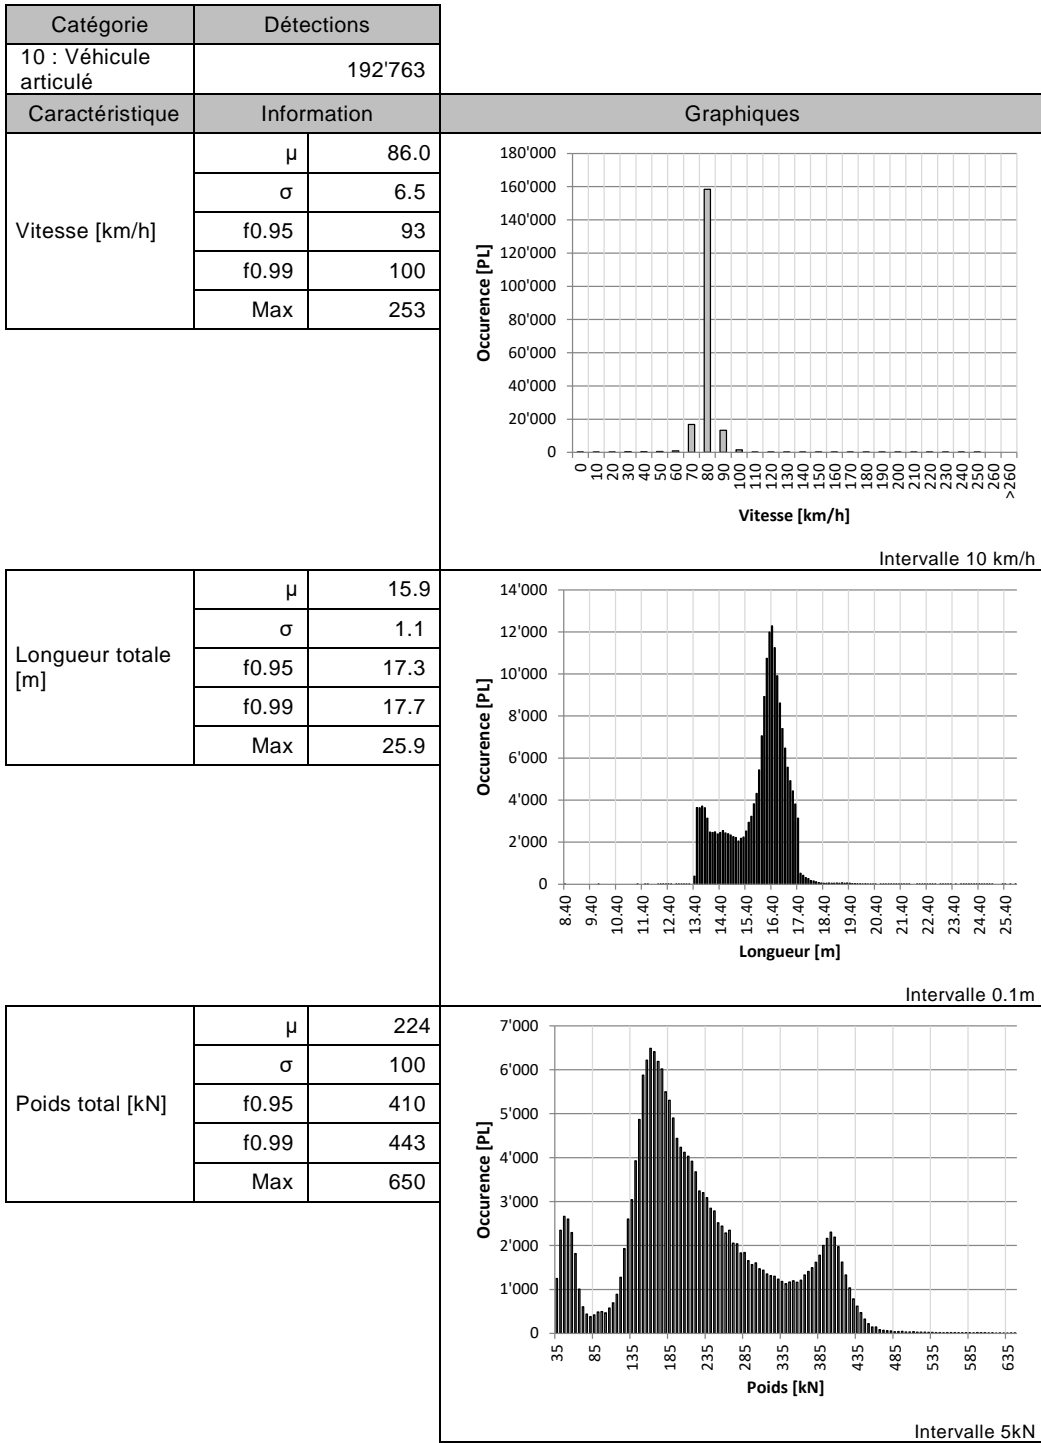 Catégorie Détections
10 : Véhicule
articulé
192'763
Caractéristique Information Graphiques
Vitesse [km/h]
µ 86.0
σ 6.5
f0.95 93
f0.99 100
Max 253
180'000
160'000
140'000
120'000
100'000
80'000
60'000
40'000
20'000
0
Occurence [PL]
0 10 20 30 40 50 60 70 80 90 100 110 120 130 140 150 160 170 180 190 200 210 220 230 240 250 260 >260
Vitesse [km/h]
Intervalle 10 km/h
Longueur totale
[m]
µ 15.9
σ 1.1
f0.95 17.3
f0.99 17.7
Max 25.9
14'000
12'000
10'000
8'000
6'000
4'000
2'000
0
Occurence [PL]
8.40 9.40 10.40 11.40 12.40 13.40 14.40 15.40 16.40 17.40 18.40 19.40 20.40 21.40 22.40 23.40 24.40 25.40
Longueur [m]
Intervalle 0.1m
Poids total [kN]
µ 224
σ 100
f0.95 410
f0.99 443
Max 650
7'000
6'000
5'000
4'000
3'000
2'000
1'000
0
Occurence [PL]
35 85 135 185 235 285 335 385 435 485 535 585 635
Poids [kN]
Intervalle 5kN